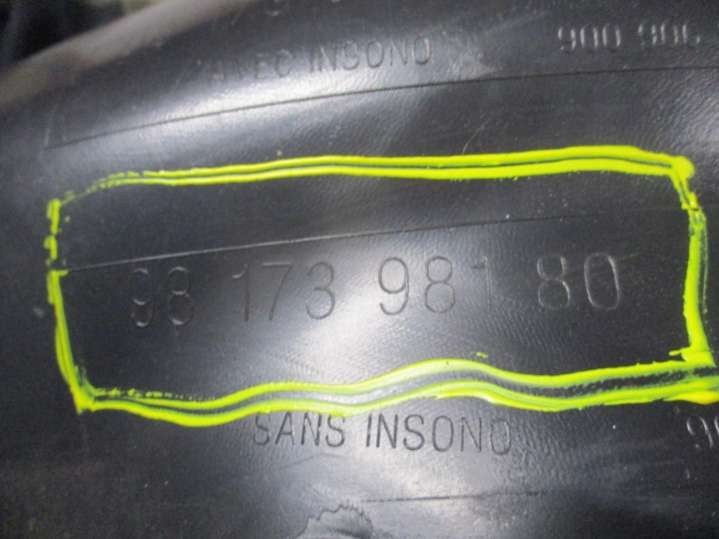 AVEC INSONO 900 906
98 173 981 80
SANS INSONO